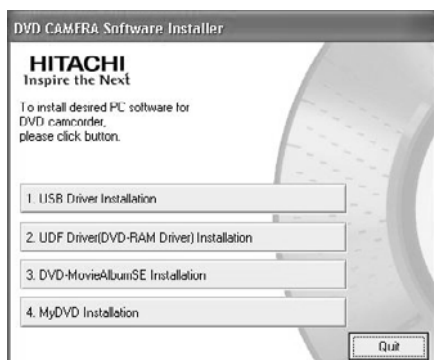 DVD CAMERA Software Installer
HITACHI
Inspire the Next
To install desired PC software for
DVD camcorder,
please click button.
1. USB Driver Installation
2. UDF Driver(DVD-RAM Driver) Installation
3. DVD-MovieAlbumSE Installation
4. MyDVD Installation
Quit